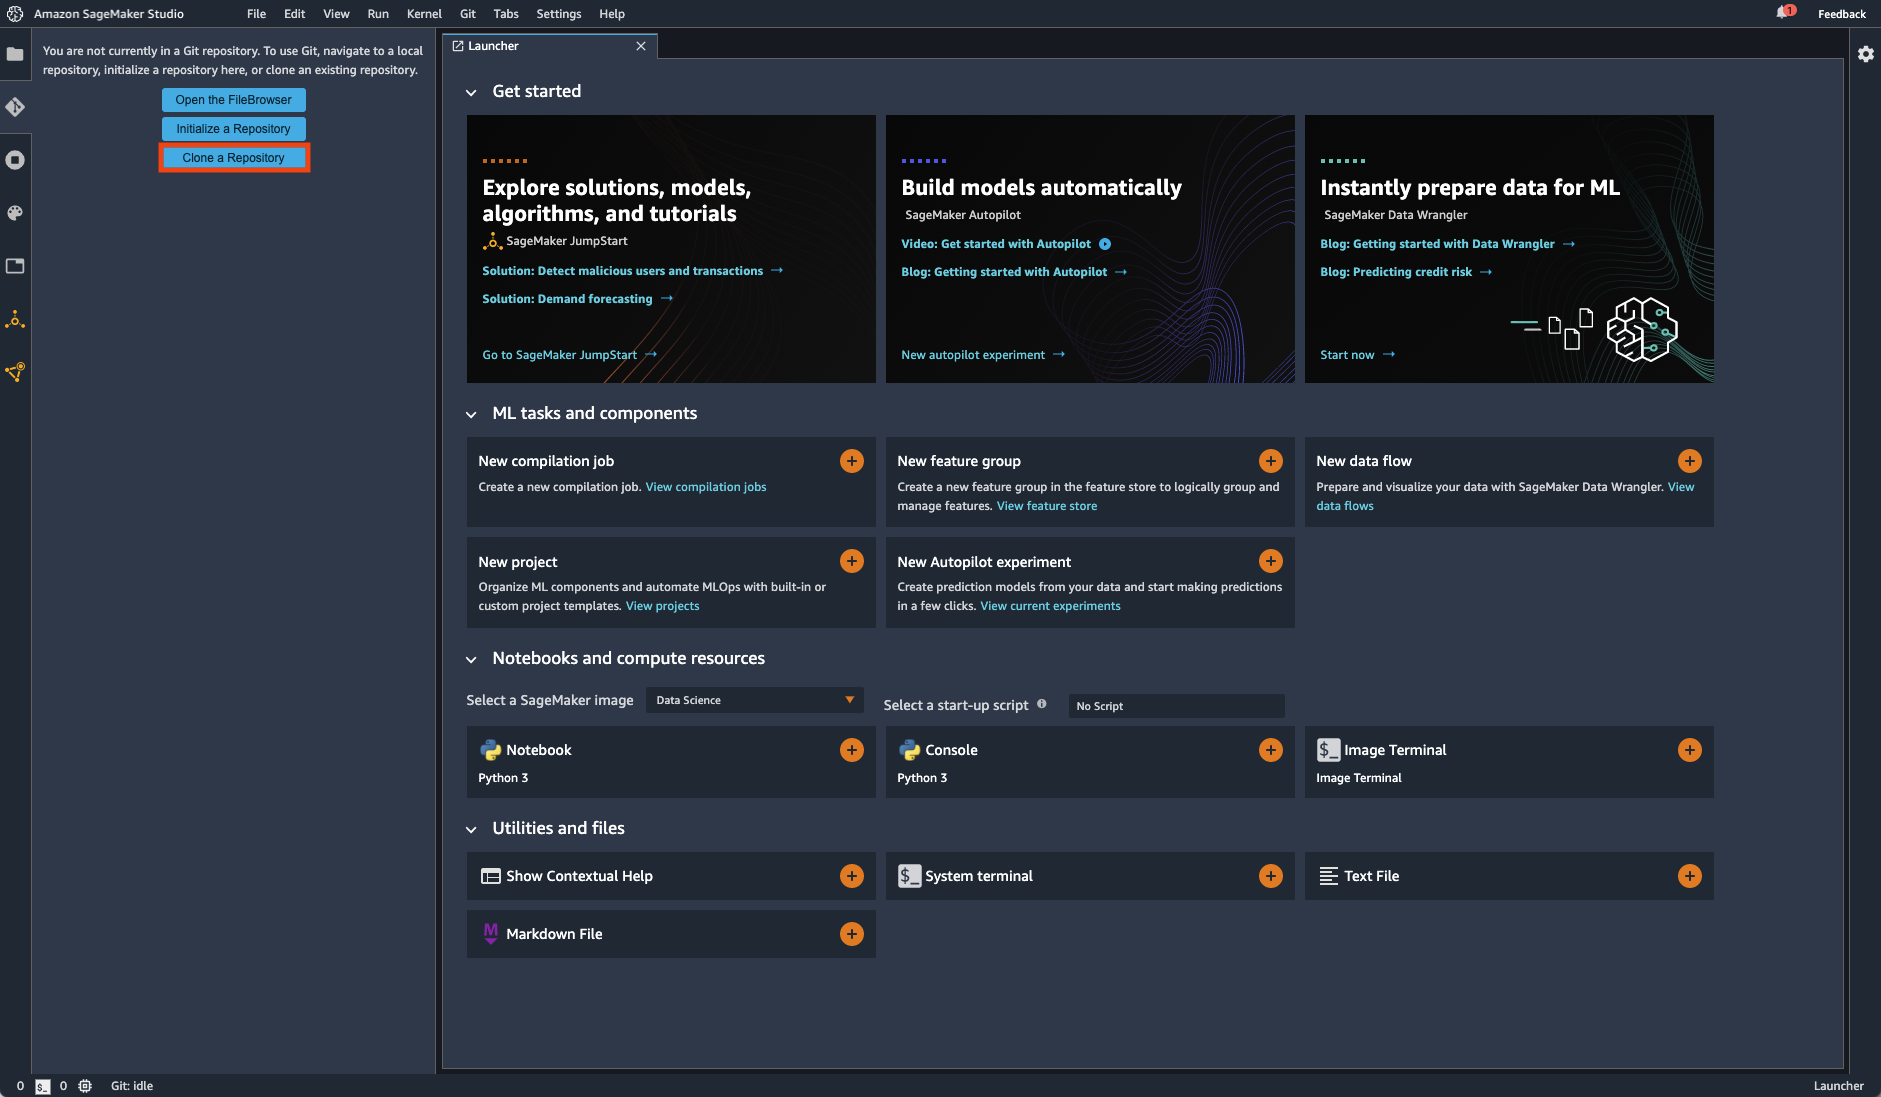 Amazon SageMaker Studio
File Edit View Run Kernel Git Tabs Settings Help
1
Feedback
You are not currently in a Git repository. To use Git, navigate to a local
repository, initialize a repository here, or clone an existing repository.
Open the FileBrowser
Initialize a Repository
Clone a Repository
Launcher
Get started
Explore solutions, models,
algorithms, and tutorials
SageMaker JumpStart
Solution: Detect malicious users and transactions
Solution: Demand forecasting
Go to SageMaker JumpStart
Build models automatically
SageMaker Autopilot
Video: Get started with Autopilot
Blog: Getting started with Autopilot
New autopilot experiment
Instantly prepare data for ML
SageMaker Data Wrangler
Blog: Getting started with Data Wrangler
Blog: Predicting credit risk
Start now
ML tasks and components
New compilation job
Create a new compilation job. View compilation jobs
New feature group
Create a new feature group in the feature store to logically group and
manage features. View feature store
New data flow
Prepare and visualize your data with SageMaker Data Wrangler. View
data flows
New project
Organize ML components and automate MLOps with built-in or
custom project templates. View projects
New Autopilot experiment
Create prediction models from your data and start making predictions
in a few clicks. View current experiments
Notebooks and compute resources
Select a SageMaker image
Data Science
Select a start-up script
No Script
Notebook
Python 3
Console
Python 3
$_ Image Terminal
Image Terminal
Utilities and files
Show Contextual Help
$_ System terminal
Text File
M Markdown File
0 $_ 0 Git: idle
Launcher